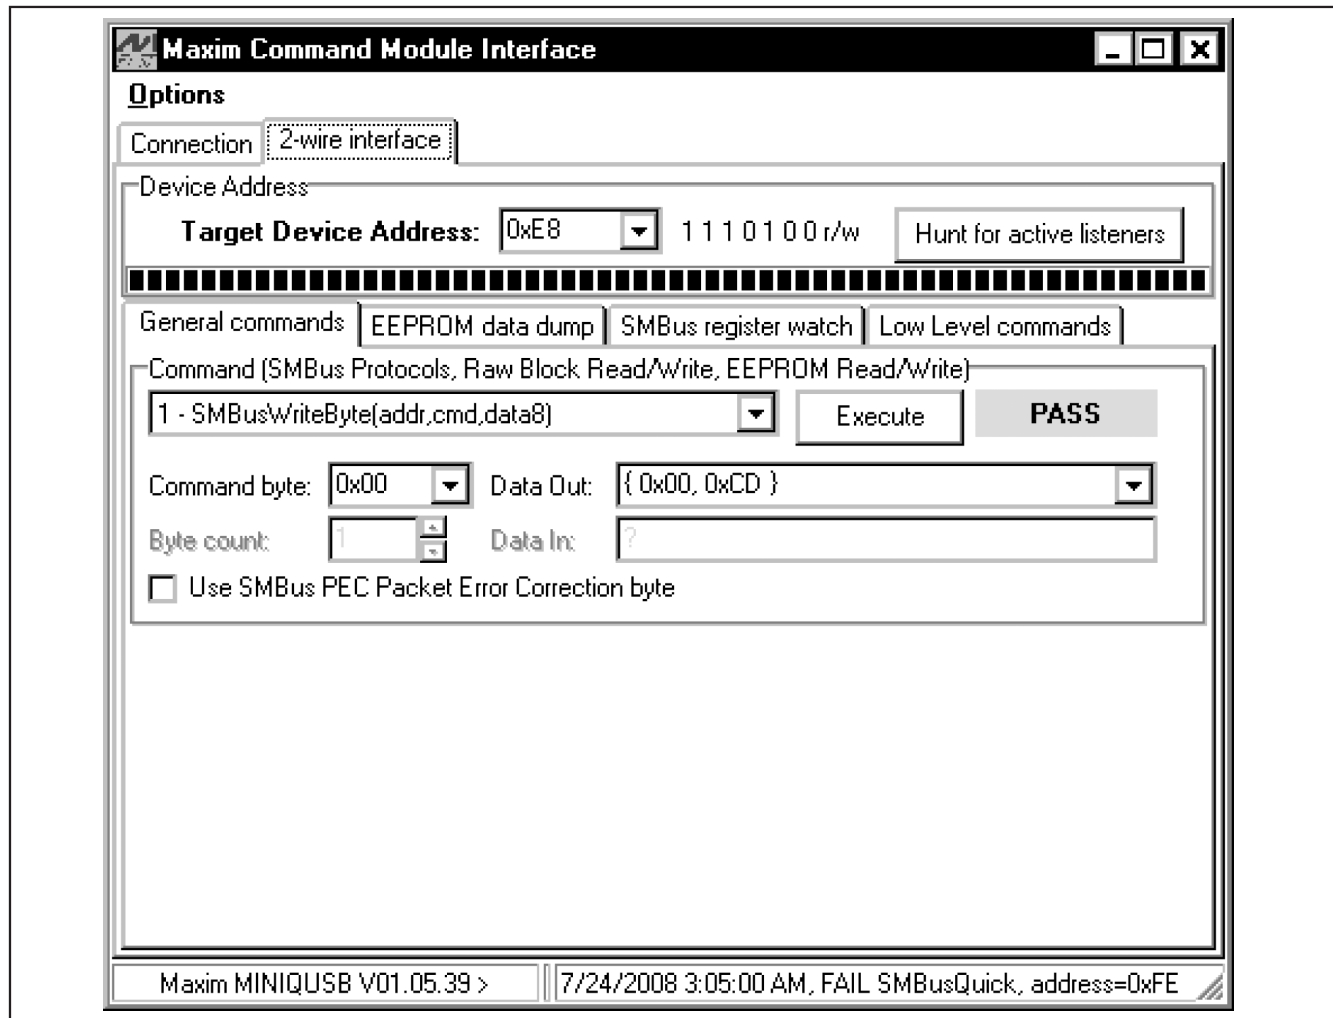 Maxim Command Module Interface
Options
Connection 2-wire interface
Device Address
Target Device Address: 0xE8 1 1 1 0 1 0 0 r/w Hunt for active listeners
General commands EEPROM data dump SMBus register watch Low Level commands
Command (SMBus Protocols, Raw Block Read/Write, EEPROM Read/Write)
1 - SMBusWriteByte(addr,cmd,data8) Execute PASS
Command byte: 0x00 Data Out: { 0x00, 0xCD }
Byte count: 1 Data In: ?
Use SMBus PEC Packet Error Correction byte
Maxim MINIQUSB V01.05.39 > 7/24/2008 3:05:00 AM, FAIL SMBusQuick, address=0xFE